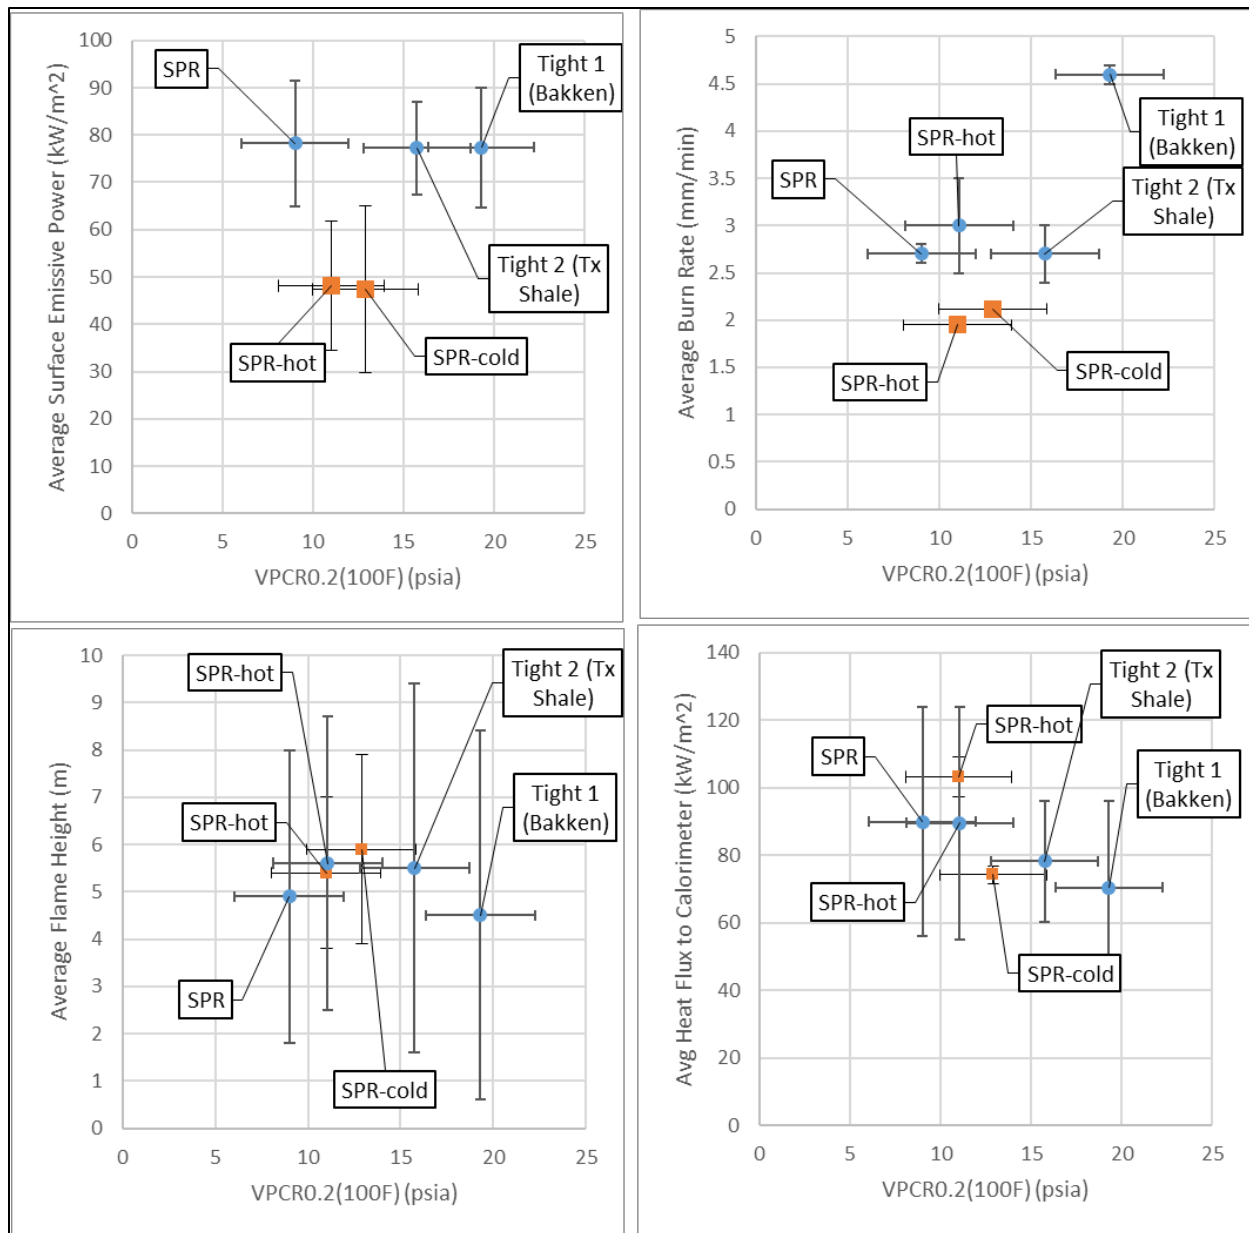 100
90
80
70
60
50
40
30
20
10
0
0 5 10 15 20 25
Average Surface Emissive Power (kW/m^2)
VPCR0.2(100F) (psia)
SPR
Tight 1
(Bakken)
Tight 2 (Tx
Shale)
SPR-hot
SPR-cold
5
4.5
4
3.5
3
2.5
2
1.5
1
0.5
0
0 5 10 15 20 25
Average Burn Rate (mm/min)
VPCR0.2(100F) (psia)
SPR-hot
Tight 1
(Bakken)
SPR
Tight 2 (Tx
Shale)
SPR-hot
SPR-cold
10
9
8
7
6
5
4
3
2
1
0
0 5 10 15 20 25
Average Flame Height (m)
VPCR0.2(100F) (psia)
SPR-hot
Tight 2 (Tx
Shale)
SPR-hot
Tight 1
(Bakken)
SPR
SPR-cold
140
120
100
80
60
40
20
0
0 5 10 15 20 25
Avg Heat Flux to Calorimeter (kW/m^2)
VPCR0.2(100F) (psia)
Tight 2 (Tx
Shale)
SPR-hot
SPR
Tight 1
(Bakken)
SPR-hot
SPR-cold